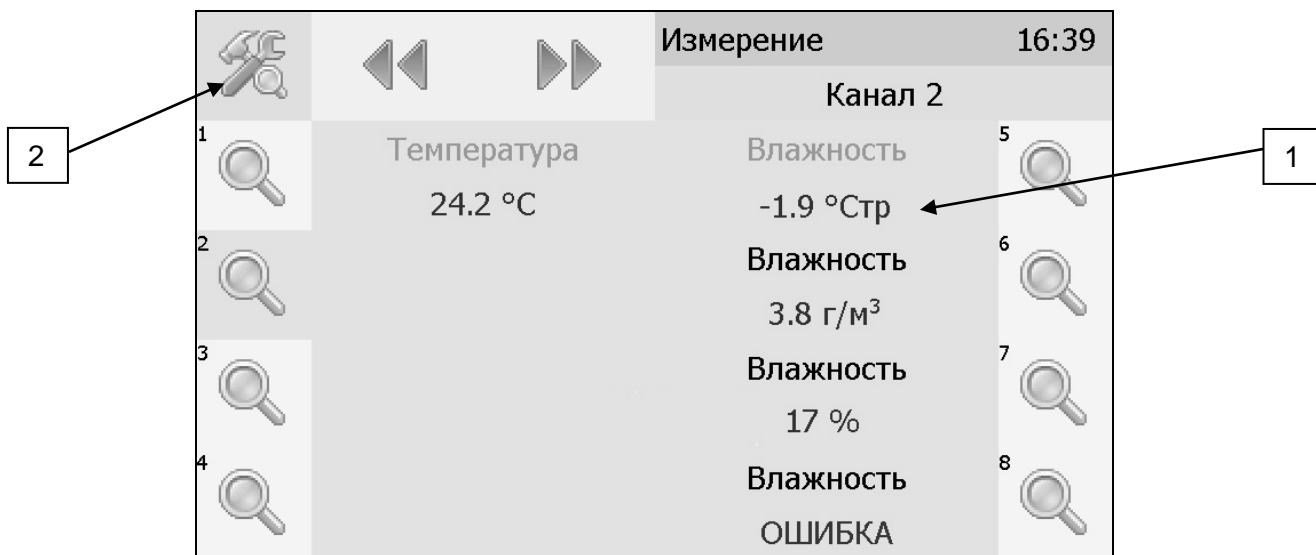 Измерение 16:39
Канал 2
2
1
1 Температура Влажность 5
24.2 °C -1.9 °Cтр
2 Влажность 6
3.8 г/м³
3 Влажность 7
17 %
4 Влажность 8
ОШИБКА